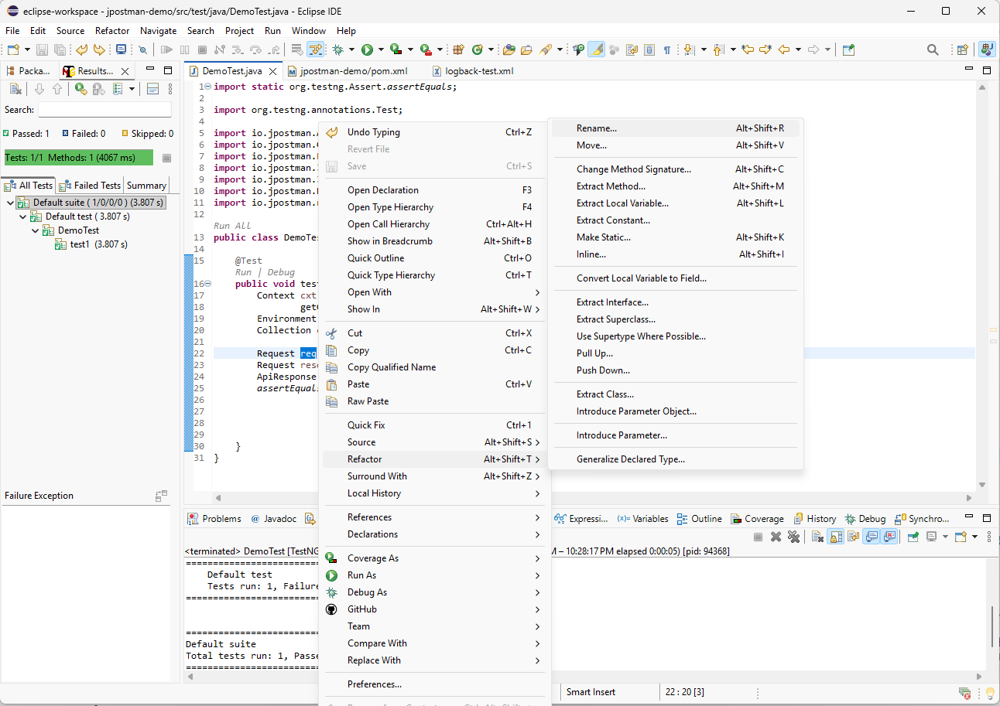 eclipse-workspace - jpostman-demo/src/test/java/DemoTest.java - Eclipse IDE
File Edit Source Refactor Navigate Search Project Run Window Help
Packa... Results...
Search:
Passed: 1 Failed: 0 Skipped: 0
Tests: 1/1 Methods: 1 (4067 ms)
All Tests Failed Tests Summary
Default suite ( 1/0/0/0 ) (3.807 s)
Default test ( 3.807 s)
DemoTest
test1 (3.807 s)
Failure Exception
DemoTest.java jpostman-demo/pom.xml logback-test.xml
1 import static org.testng.Assert.assertEquals;
2
3 import org.testng.annotations.Test;
4
5 import io.jpostman.
6 import io.jpostman.
7 import io.jpostman.
8 import io.jpostman.
9 import io.jpostman.
10 import io.jpostman.
11 import io.jpostman.
12
Run All
13 public class DemoTes
14
15 @Test
Run | Debug
16 public void test
17 Context cxt
18 get
19 Environment
20 Collection
21
22 Request req
23 Request res
24 ApiResponse
25 assertEquals
26
27
28
29
30 }
31 }
Undo Typing Ctrl+Z
Revert File
Save Ctrl+S
Open Declaration F3
Open Type Hierarchy F4
Open Call Hierarchy Ctrl+Alt+H
Show in Breadcrumb Alt+Shift+B
Quick Outline Ctrl+O
Quick Type Hierarchy Ctrl+T
Open With
Show In Alt+Shift+W
Cut Ctrl+X
Copy Ctrl+C
Copy Qualified Name
Paste Ctrl+V
Raw Paste
Quick Fix Ctrl+1
Source Alt+Shift+S
Refactor Alt+Shift+T
Surround With Alt+Shift+Z
Local History
References
Declarations
Coverage As
Run As
Debug As
GitHub
Team
Compare With
Replace With
Preferences...
Rename... Alt+Shift+R
Move... Alt+Shift+V
Change Method Signature... Alt+Shift+C
Extract Method... Alt+Shift+M
Extract Local Variable... Alt+Shift+L
Extract Constant...
Make Static... Alt+Shift+K
Inline... Alt+Shift+I
Convert Local Variable to Field...
Extract Interface...
Extract Superclass...
Use Supertype Where Possible...
Pull Up...
Push Down...
Extract Class...
Introduce Parameter Object...
Introduce Parameter...
Generalize Declared Type...
Problems Javadoc Expressi... Variables Outline Coverage History Debug Synchro...
<terminated> DemoTest [TestNG M – 10:28:17 PM elapsed 0:00:05) [pid: 94368]
===========================
Default test
Tests run: 1, Failure
===========================
===========================
Default suite
Total tests run: 1, Passe
===========================
Smart Insert 22 : 20 [3]